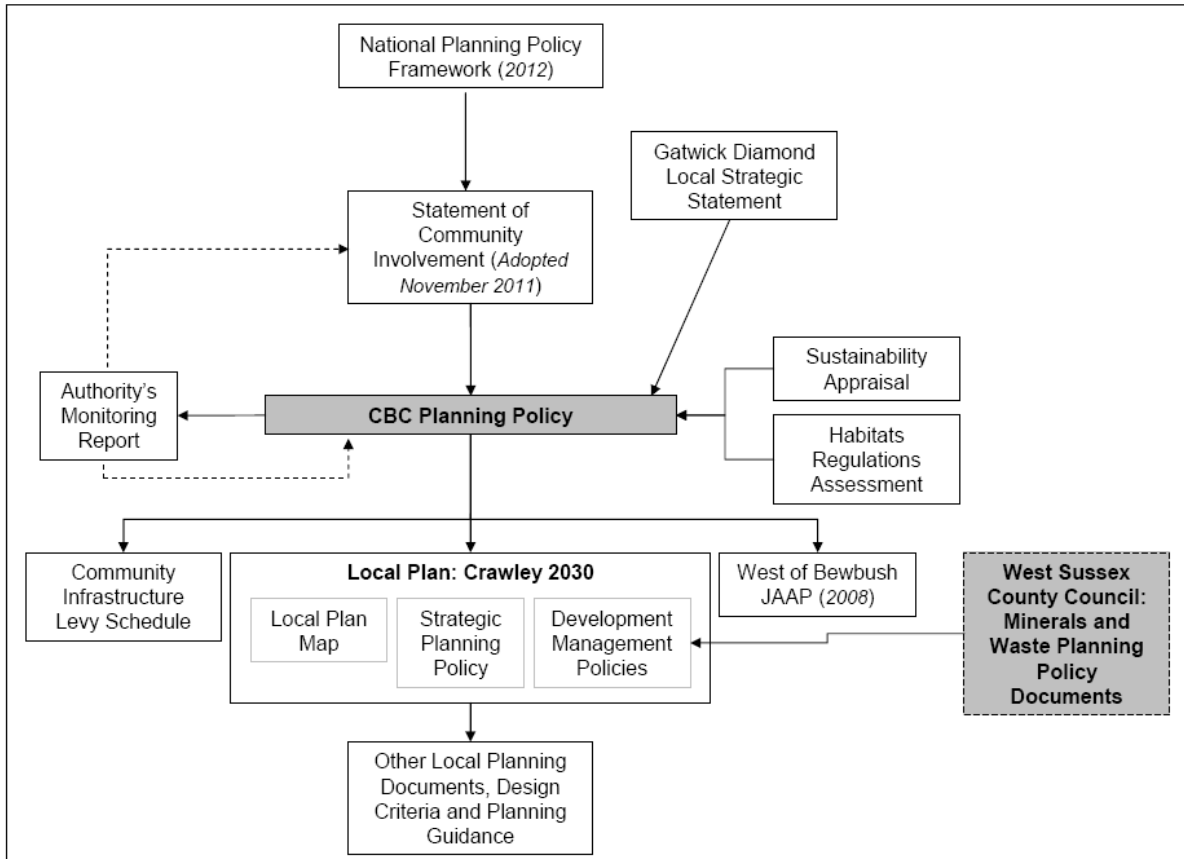 National Planning Policy
Framework (2012)
Gatwick Diamond
Local Strategic
Statement
Statement of
Community
Involvement (Adopted
November 2011)
Sustainability
Appraisal
Authority's
Monitoring
Report
CBC Planning Policy
Habitats
Regulations
Assessment
Community
Infrastructure
Levy Schedule
Local Plan: Crawley 2030
Local Plan
Map
Strategic
Planning
Policy
Development
Management
Policies
West of Bewbush
JAAP (2008)
West Sussex
County Council:
Minerals and
Waste Planning
Policy
Documents
Other Local Planning
Documents, Design
Criteria and Planning
Guidance